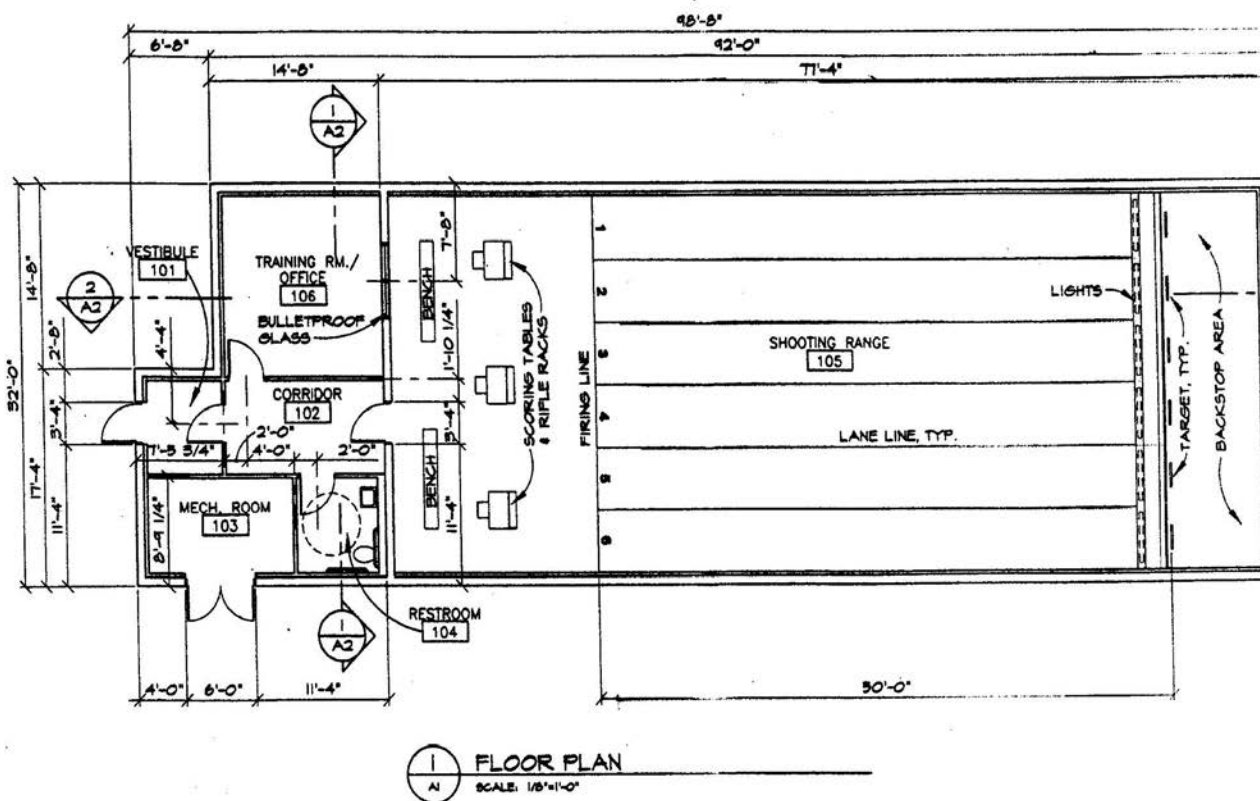 98'-8"
6'-8"
92'-0"
14'-8"
77'-4"
1
A2
32'-0"
14'-8"
2'-8"
17'-4"
3'-4"
11'-4"
4'-4"
VESTIBULE
101
2
A2
TRAINING RM./
OFFICE
106
BULLETPROOF
GLASS
CORRIDOR
102
2'-0"
7'-5 3/4"
4'-0"
2'-0"
MECH. ROOM
103
8'-9 1/4"
BENCH
BENCH
7'-8"
1'-10 1/4"
3'-4"
11'-4"
SCORING TABLES
& RIFLE RACKS
FIRING LINE
1
2
3
4
5
6
SHOOTING RANGE
105
LANE LINE, TYP.
LIGHTS
TARGET, TYP.
BACKSTOP AREA
RESTROOM
104
1
A2
4'-0"
6'-0"
11'-4"
50'-0"
1
A1
FLOOR PLAN
SCALE: 1/8"=1'-0"